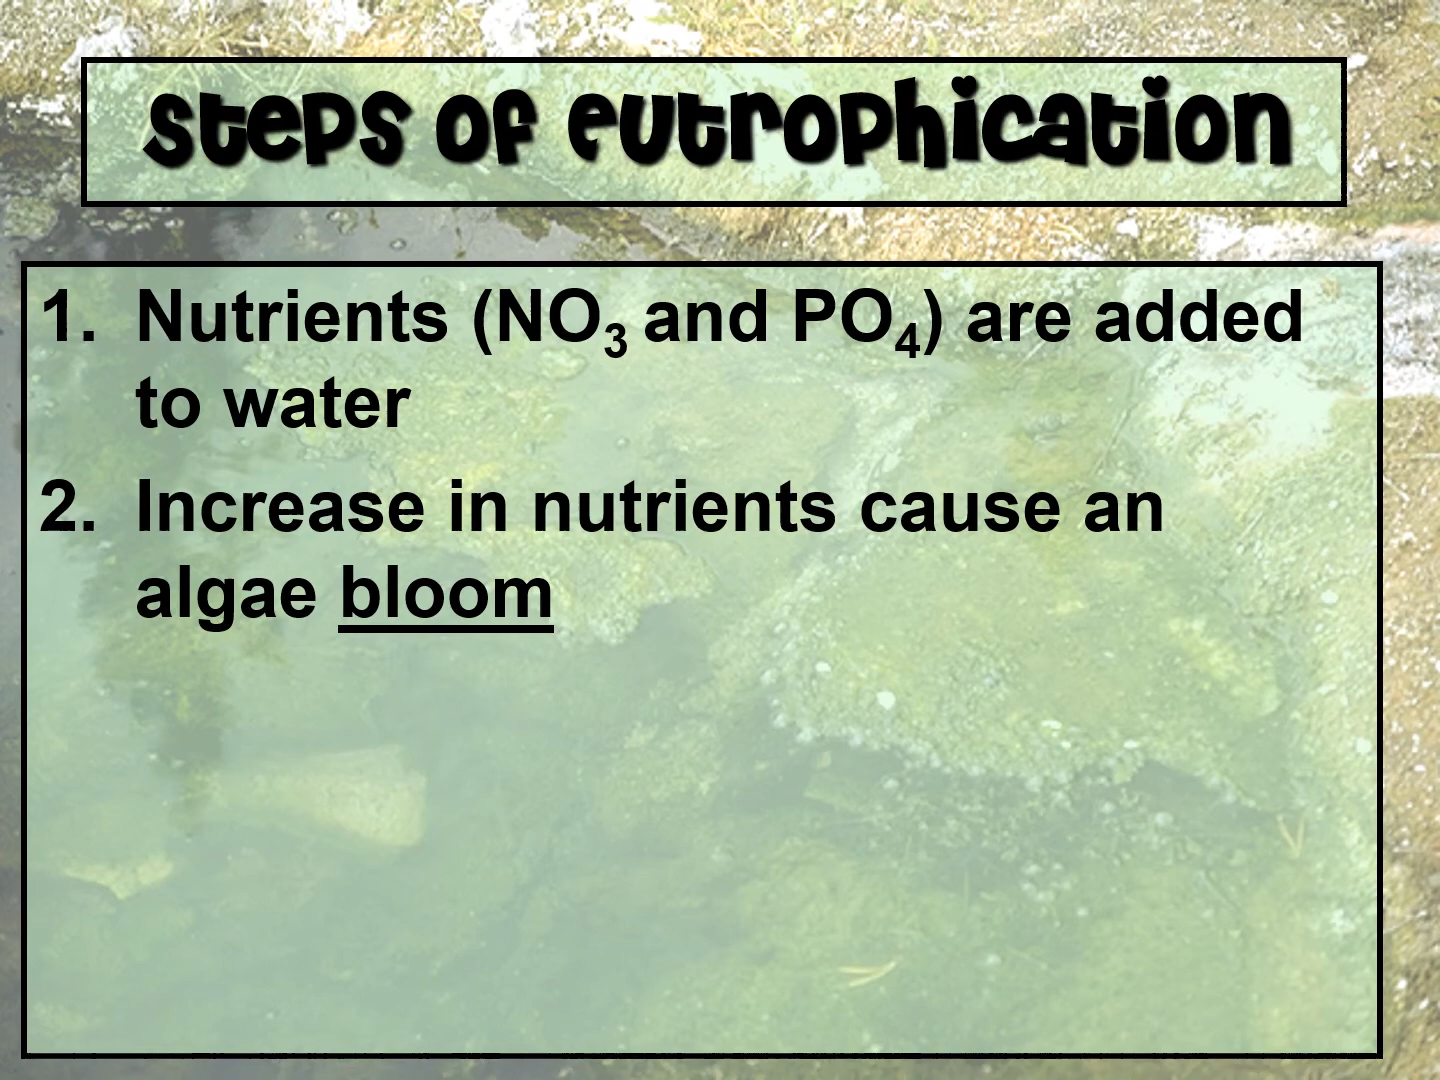 Steps of Eutrophication
1. Nutrients (NO₃ and PO₄) are added
to water
2. Increase in nutrients cause an
algae bloom